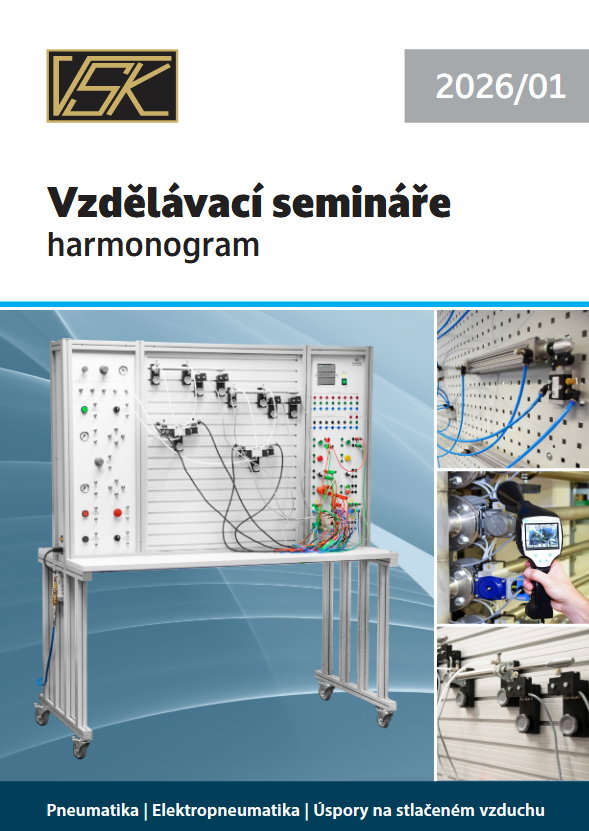 VSK
2026/01
Vzdělávací semináře
harmonogram
Pneumatika | Elektropneumatika | Úspory na stlačeném vzduchu